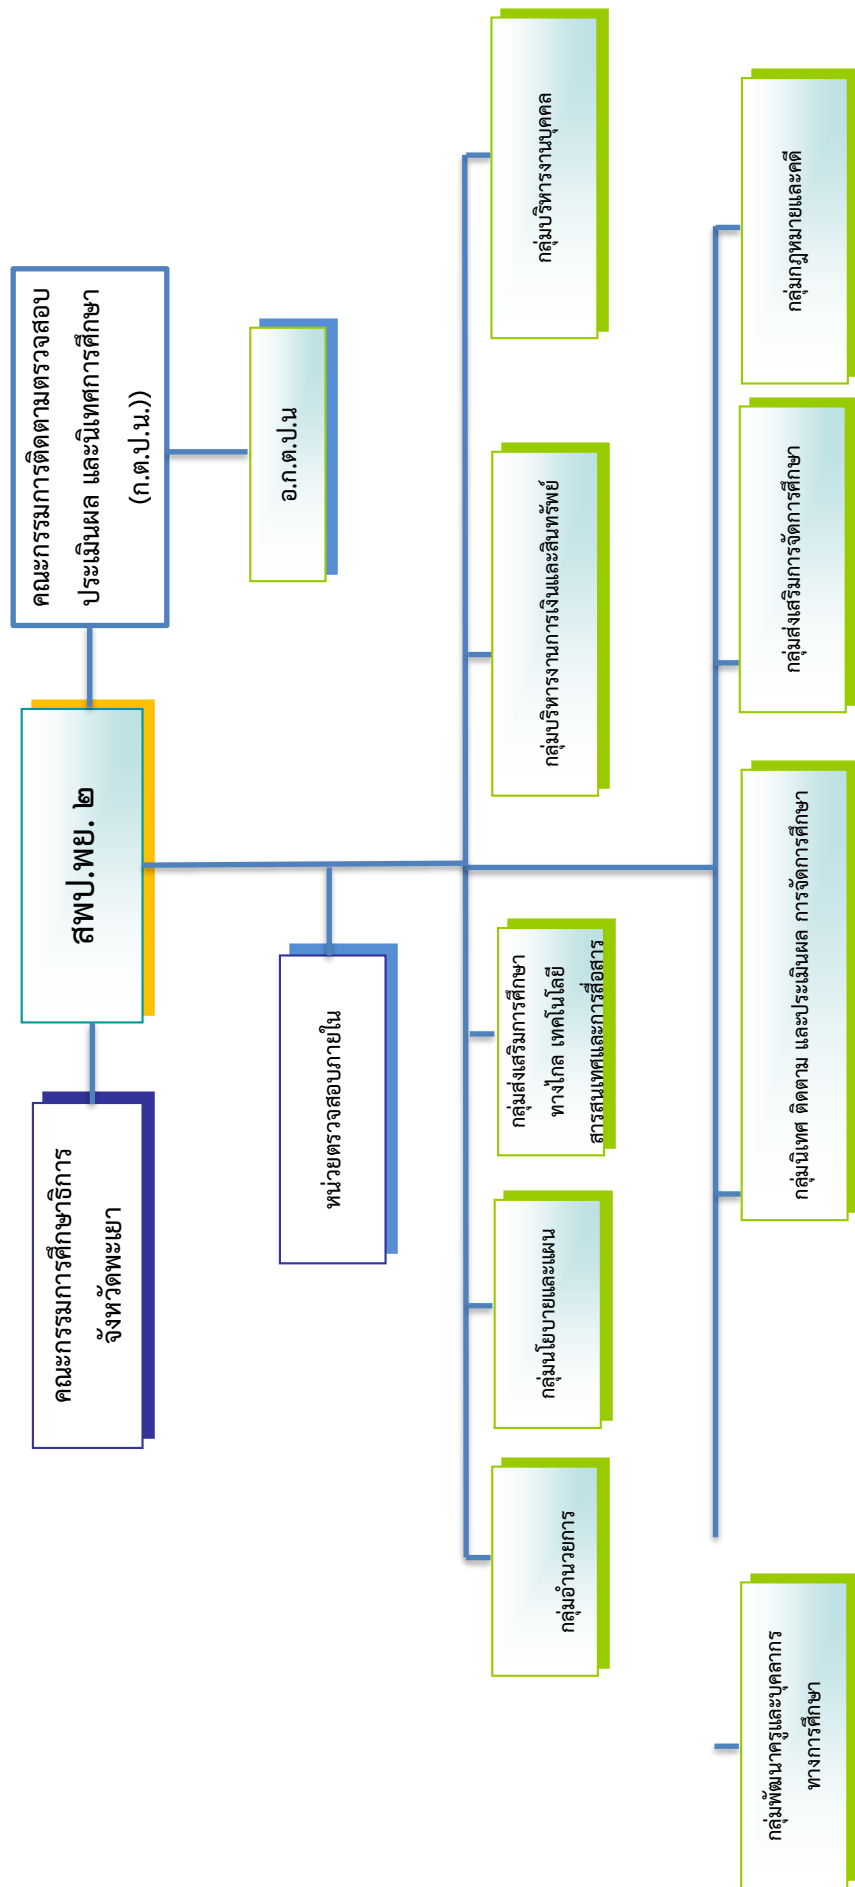 คณะกรรมการศึกษาธิการ
จังหวัดพะเยา
สพป.พย. ๒
คณะกรรมการติดตามตรวจสอบ
ประเมินผล และนิเทศการศึกษา
(ก.ต.ป.น.))
อ.ก.ต.ป.น
หน่วยตรวจสอบภายใน
กลุ่มอำนวยการ
กลุ่มนโยบายและแผน
กลุ่มส่งเสริมการศึกษา
ทางไกล เทคโนโลยี
สารสนเทศและการสื่อสาร
กลุ่มบริหารงานการเงินและสินทรัพย์
กลุ่มบริหารงานบุคคล
กลุ่มพัฒนาครูและบุคลากร
ทางการศึกษา
กลุ่มนิเทศ ติดตาม และประเมินผล การจัดการศึกษา
กลุ่มส่งเสริมการจัดการศึกษา
กลุ่มกฎหมายและคดี